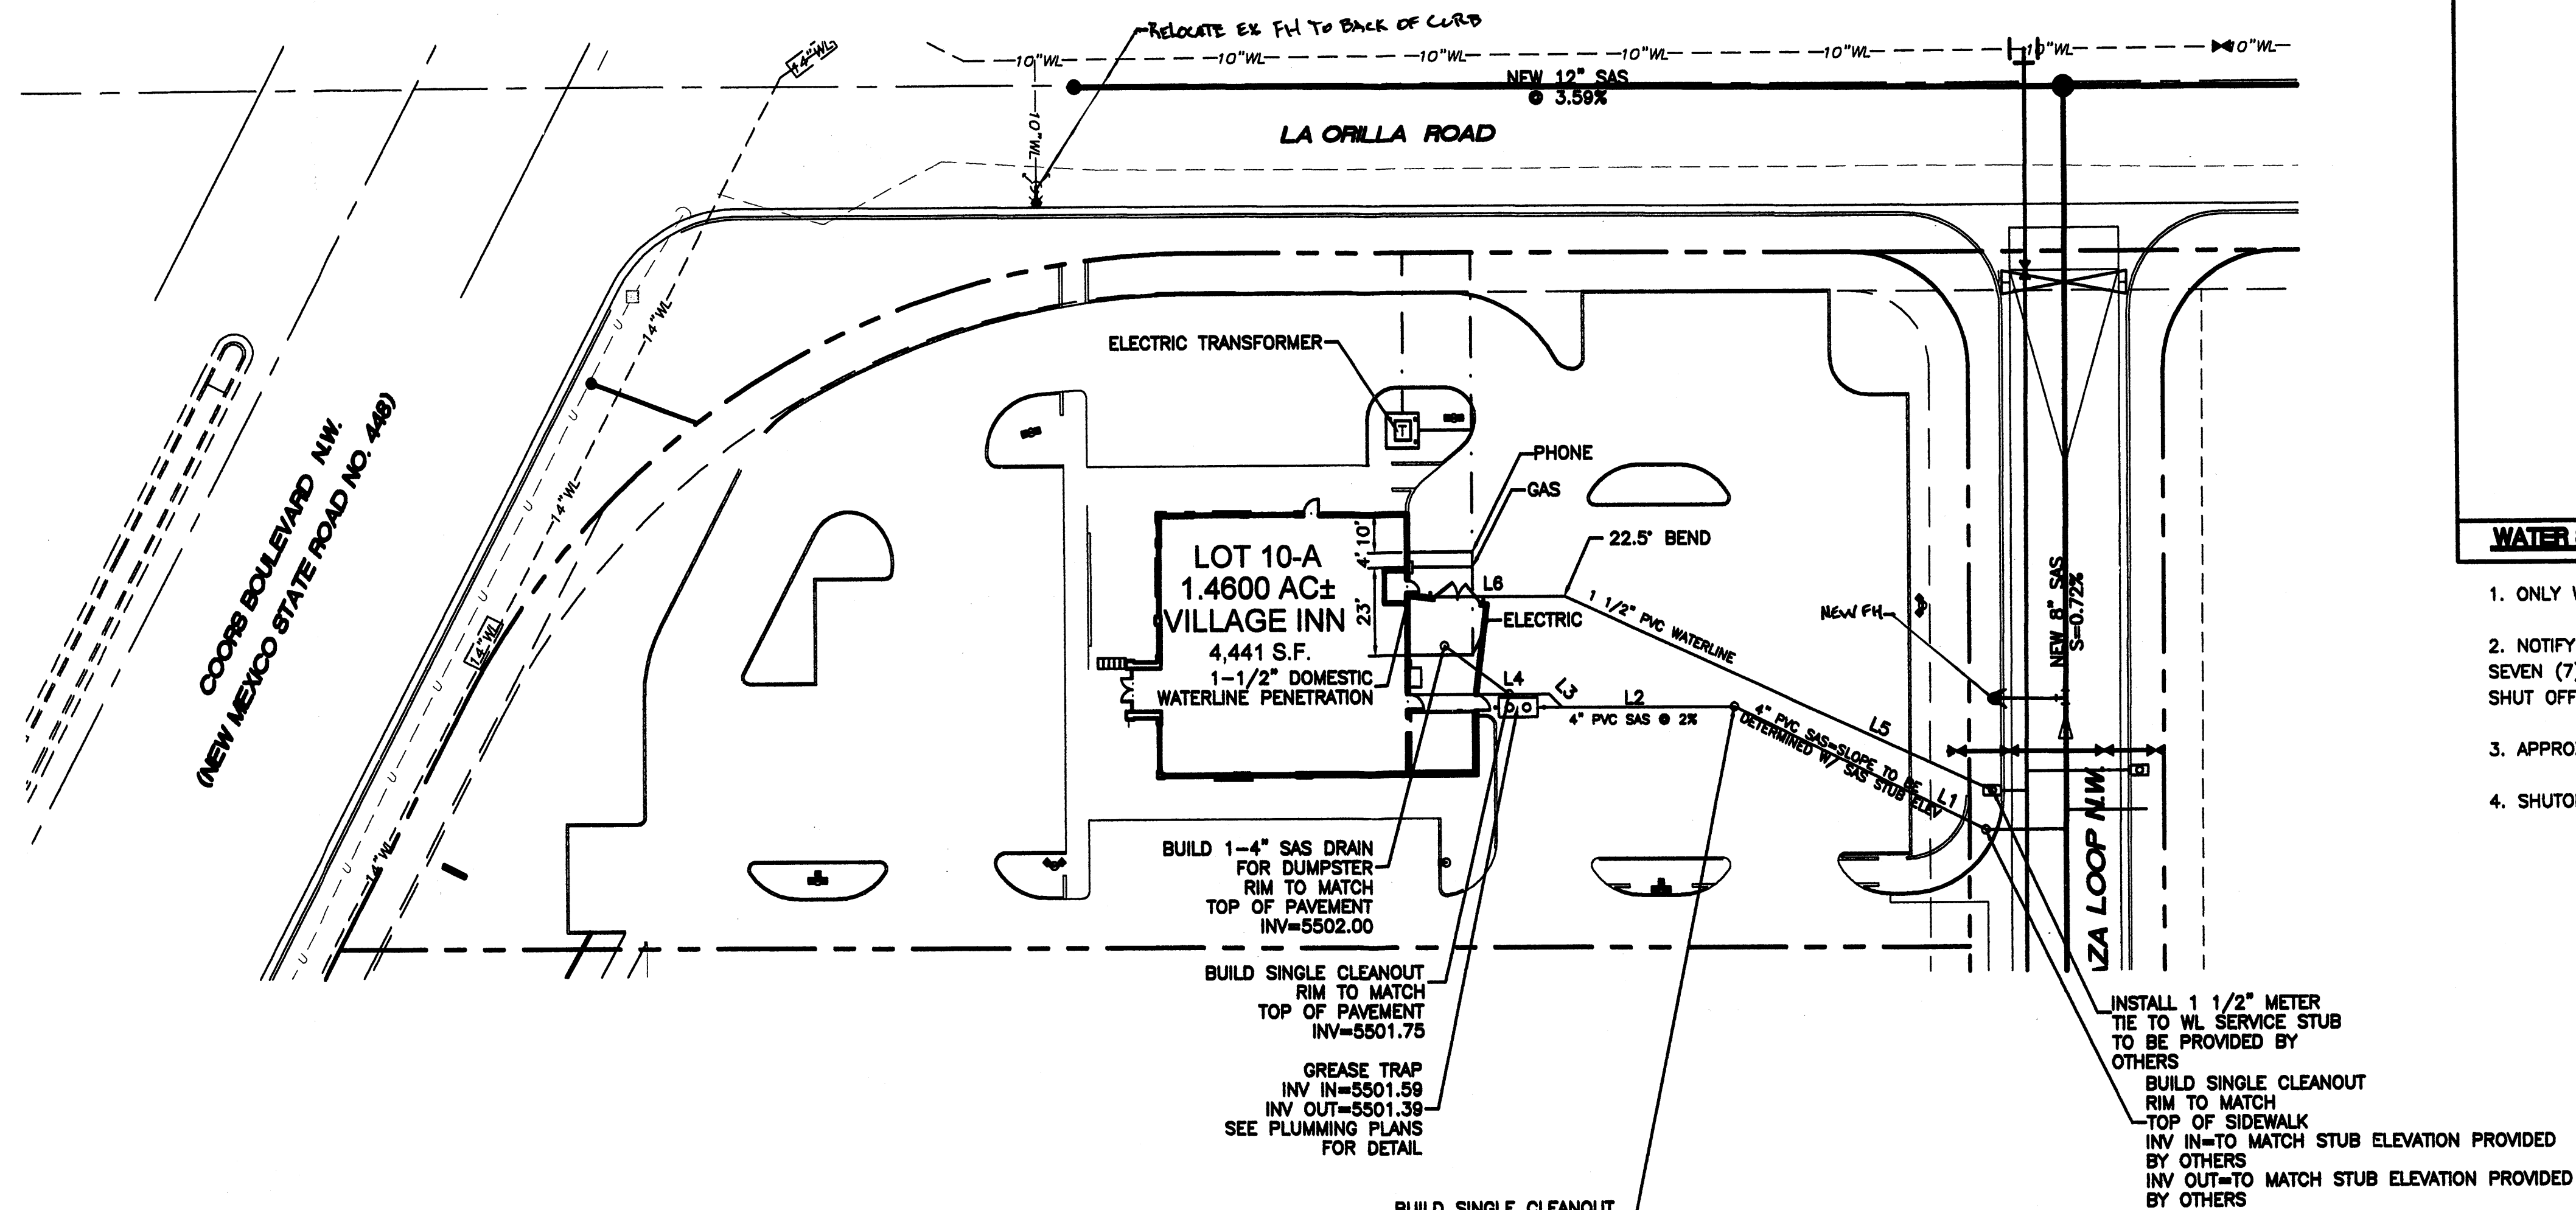 RELOCATE EX FH TO BACK OF CURB
14"WL
10"WL
10"WL
10"WL
10"WL
10"WL
10"WL
10"WL
NEW 12" SAS
@ 3.59%
10"WL
LA ORILLA ROAD
14"WL
14"WL
14"WL
14"WL
COORS BOULEVARD N.W.
(NEW MEXICO STATE ROAD NO. 448)
U
U
U
U
U
U
U
ELECTRIC TRANSFORMER
T
PHONE
GAS
22.5° BEND
10'
4'
23'
LOT 10-A
1.4600 AC±
VILLAGE INN
4,441 S.F.
1-1/2" DOMESTIC
WATERLINE PENETRATION
L6
ELECTRIC
1 1/2" PVC WATERLINE
L4
L3
L2
4" PVC SAS @ 2%
L5
4" PVC SAS=SLOPE TO BE
DETERMINED W/ SAS STUB ELEV
L1
NEW FH
NEW 8" SAS
S=0.72%
ZA LOOP N.W.
BUILD 1-4" SAS DRAIN
FOR DUMPSTER
RIM TO MATCH
TOP OF PAVEMENT
INV=5502.00
BUILD SINGLE CLEANOUT
RIM TO MATCH
TOP OF PAVEMENT
INV=5501.75
GREASE TRAP
INV IN=5501.59
INV OUT=5501.39
SEE PLUMMING PLANS
FOR DETAIL
BUILD SINGLE CLEANOUT
INSTALL 1 1/2" METER
TIE TO WL SERVICE STUB
TO BE PROVIDED BY
OTHERS
BUILD SINGLE CLEANOUT
RIM TO MATCH
TOP OF SIDEWALK
INV IN=TO MATCH STUB ELEVATION PROVIDED
BY OTHERS
INV OUT=TO MATCH STUB ELEVATION PROVIDED
BY OTHERS
WATER
1. ONLY
2. NOTIFY
SEVEN (7)
SHUT OFF
3. APPRO
4. SHUTO